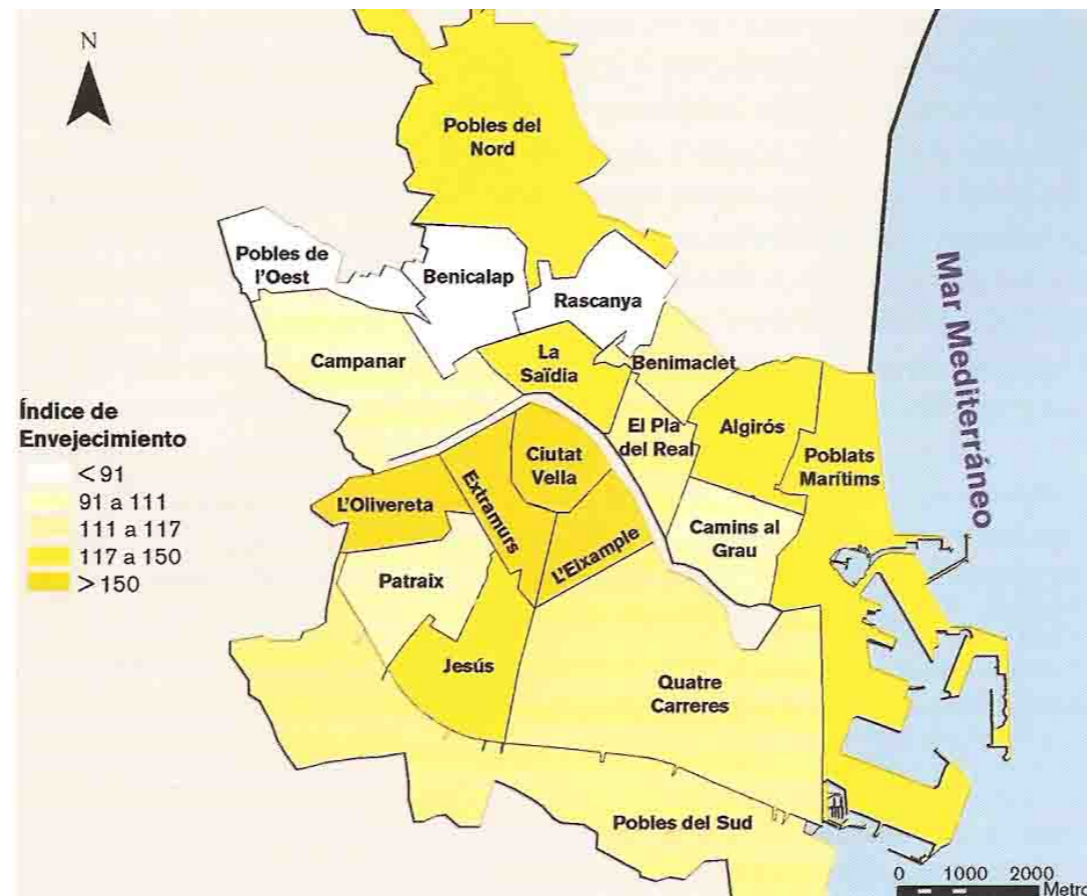 N
Pobles del
Nord
Pobles de
l'Oest
Benicalap
Rascanya
Mar Mediterráneo
Campanar
La
Saïdia
Benimaclet
Índice de
Envejecimiento
< 91
91 a 111
111 a 117
117 a 150
> 150
El Pla
del Real
Algirós
Poblats
Marítims
Ciutat
Vella
Extramurs
L'Olivereta
L'Eixample
Camins al
Grau
Patraix
Jesús
Quatre
Carreres
Pobles del Sud
0 1000 2000
Metro